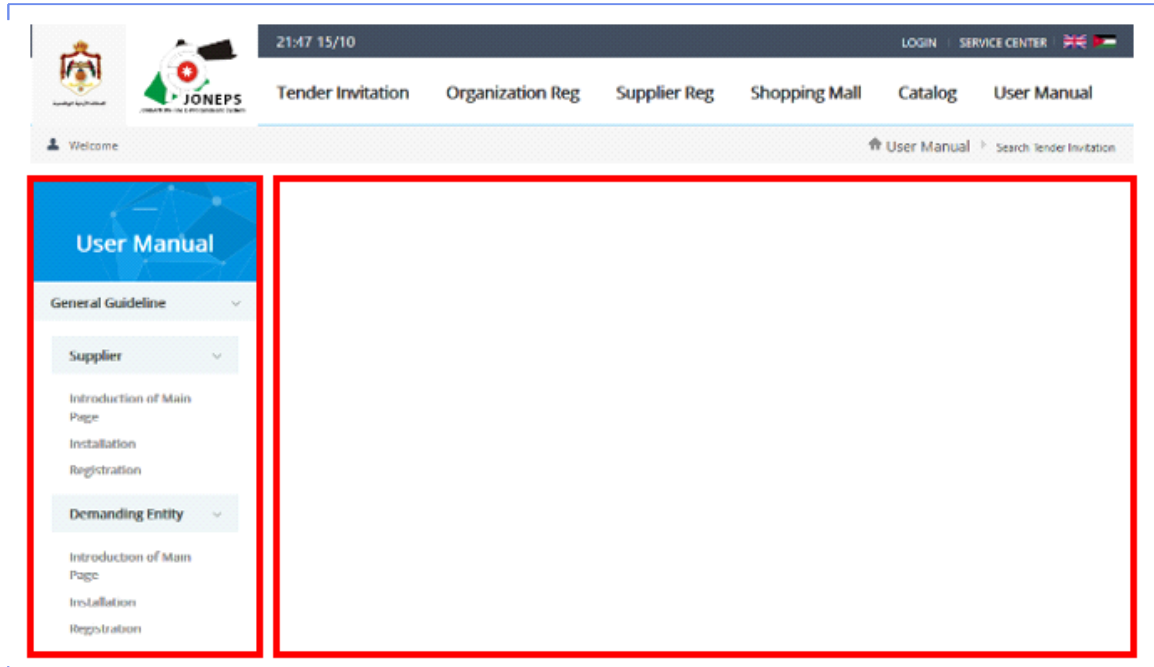 21:47 15/10
LOGIN
SERVICE CENTER
JONEPS
Tender Invitation
Organization Reg
Supplier Reg
Shopping Mall
Catalog
User Manual
Welcome
User Manual
Search Tender Invitation
User Manual
General Guideline
Supplier
Introduction of Main
Page
Installation
Registration
Demanding Entity
Introduction of Main
Page
Installation
Registration